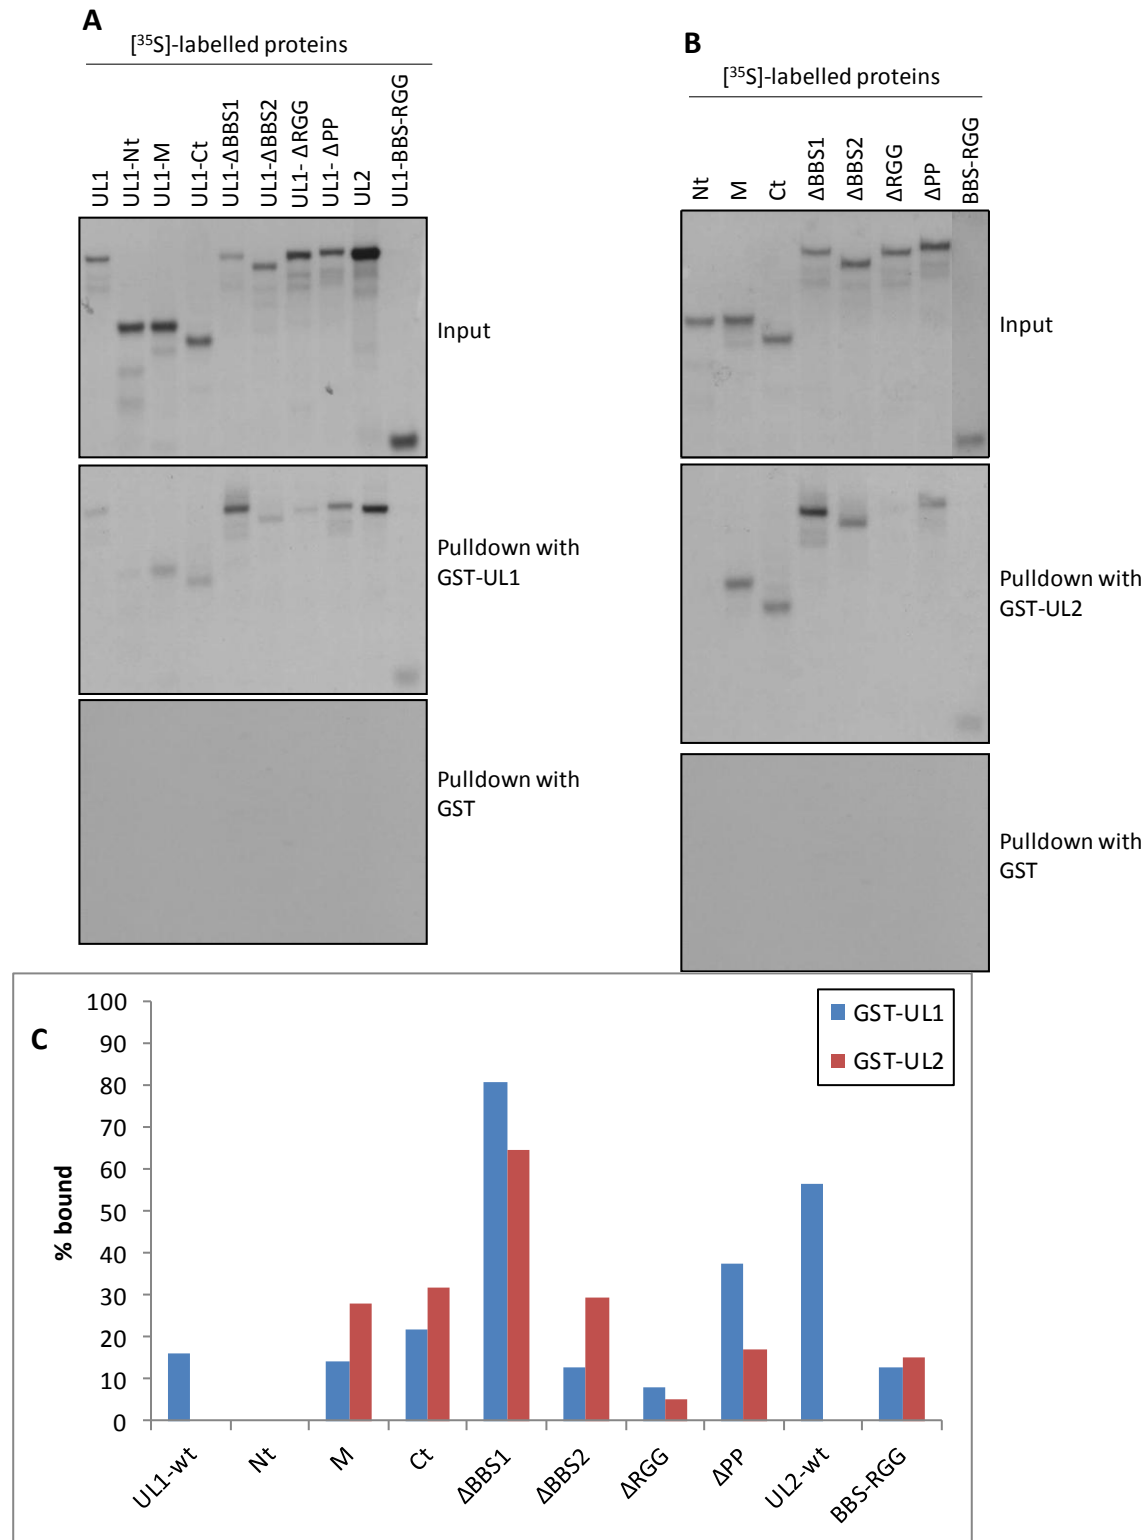 A
[³⁵S]-labelled proteins
UL1
UL1-Nt
UL1-M
UL1-Ct
UL1-ΔBBS1
UL1-ΔBBS2
UL1- ΔRGG
UL1- ΔPP
UL2
UL1-BBS-RGG
Input
Pulldown with
GST-UL1
Pulldown with
GST
B
[³⁵S]-labelled proteins
Nt
M
Ct
ΔBBS1
ΔBBS2
ΔRGG
ΔPP
BBS-RGG
Input
Pulldown with
GST-UL2
Pulldown with
GST
C
GST-UL1
GST-UL2
% bound
100
90
80
70
60
50
40
30
20
10
0
UL1-wt
Nt
M
Ct
ΔBBS1
ΔBBS2
ΔRGG
ΔPP
UL2-wt
BBS-RGG